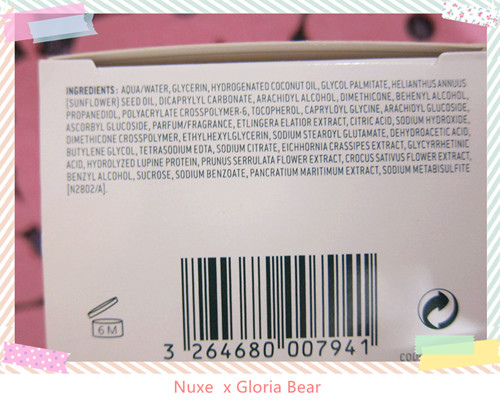 INGREDIENTS: AQUA/WATER, GLYCERIN, HYDROGENATED COCONUT OIL, GLYCOL PALMITATE, HELIANTHUS ANNUUS
[SUNFLOWER] SEED OIL, DICAPRYLYL CARBONATE, ARACHIDYL ALCOHOL, DIMETHICONE, BEHENYL ALCOHOL,
PROPANEDIOL, POLYACRYLATE CROSSPOLYMER-6, TOCOPHEROL, CAPRYLOYL GLYCINE, ARACHIDYL GLUCOSIDE,
ASCORBYL GLUCOSIDE, PARFUM/FRAGRANCE, ETLINGERA ELATIOR EXTRACT, CITRIC ACID, SODIUM HYDROXIDE,
DIMETHICONE CROSSPOLYMER, ETHYLHEXYLGLYCERIN, SODIUM STEAROYL GLUTAMATE, DEHYDROACETIC ACID,
BUTYLENE GLYCOL, TETRASODIUM EDTA, SODIUM CITRATE, EICHHORNIA CRASSIPES EXTRACT, GLYCYRRHETINIC
ACID, HYDROLYZED LUPINE PROTEIN, PRUNUS SERRULATA FLOWER EXTRACT, CROCUS SATIVUS FLOWER EXTRACT,
BENZYL ALCOHOL, SUCROSE, SODIUM BENZOATE, PANCRATIUM MARITIMUM EXTRACT, SODIUM METABISULFITE
[N2802/A].
6 M
3 264680 007941
Nuxe x Gloria Bear